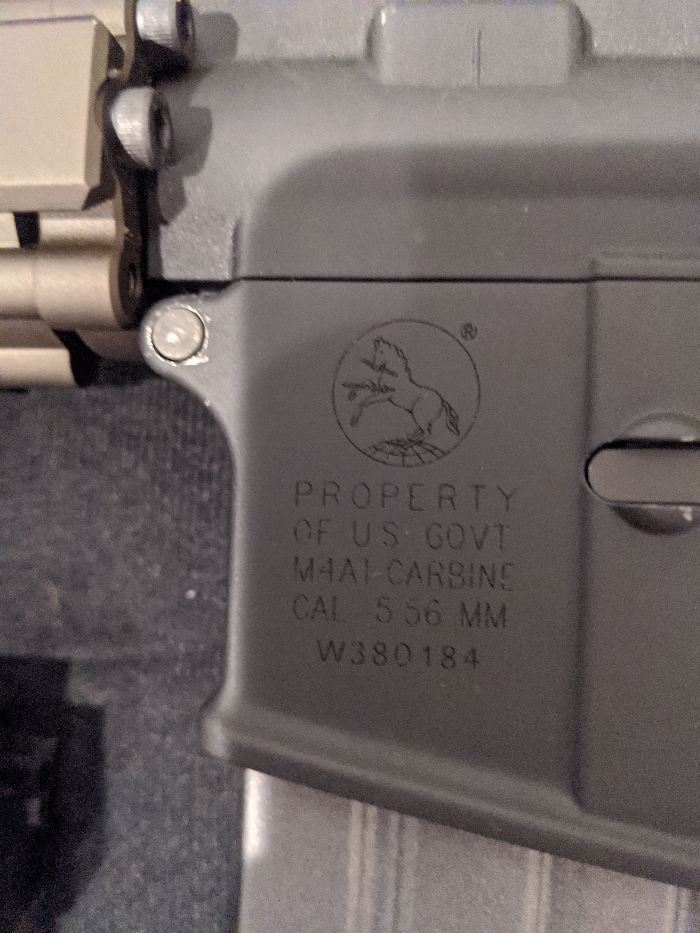 ®
PROPERTY
OF US GOVT
M4A1 CARBINE
CAL 5 56 MM
W380184